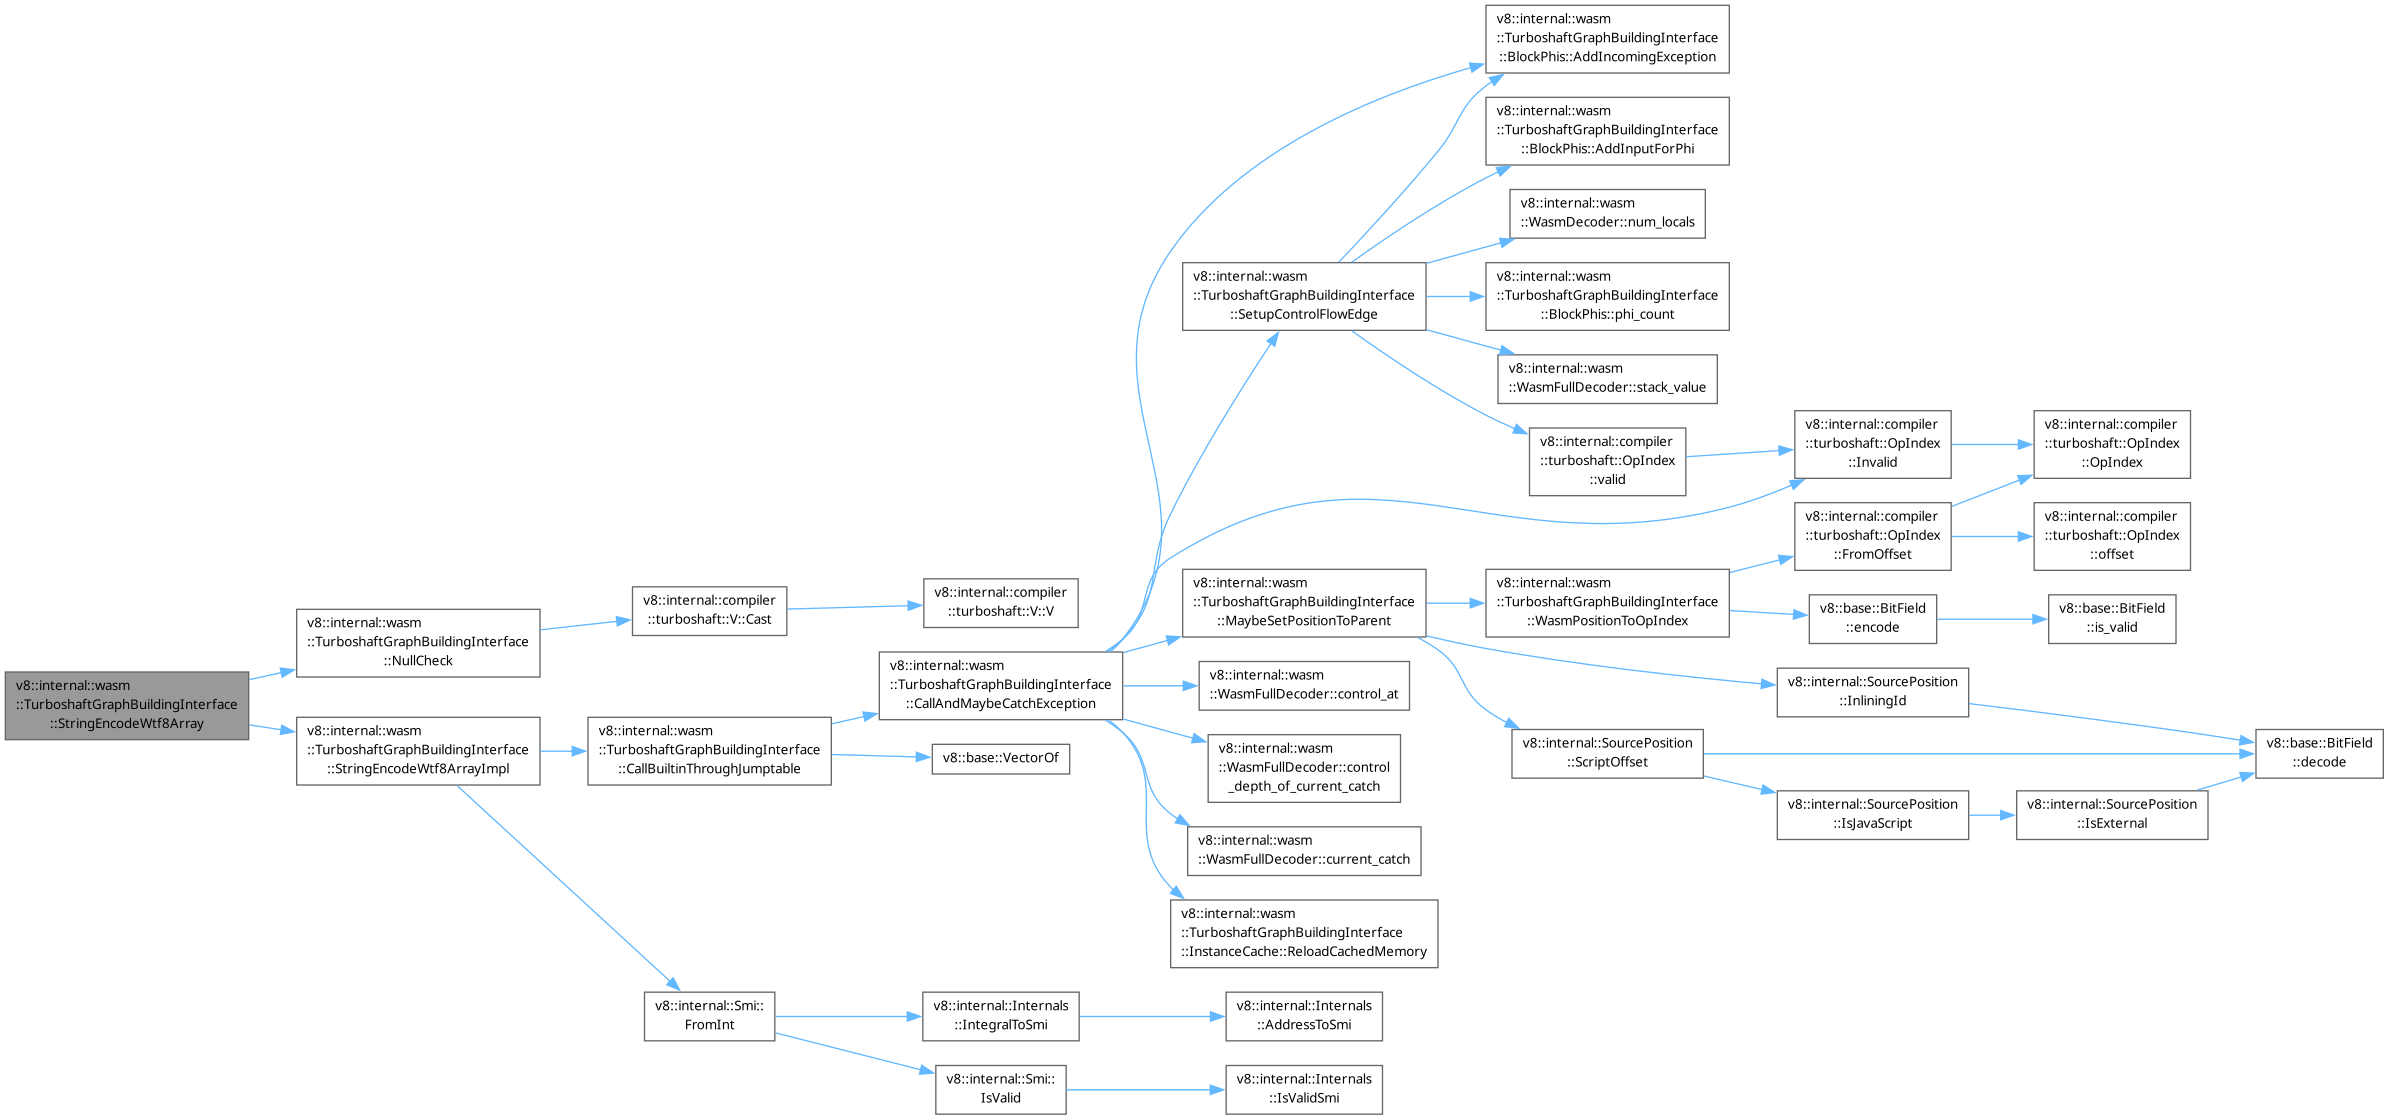 v8::internal::wasm
::TurboshaftGraphBuildingInterface
::StringEncodeWtf8Array
v8::internal::wasm
::TurboshaftGraphBuildingInterface
::NullCheck
v8::internal::compiler
::turboshaft::V::Cast
v8::internal::compiler
::turboshaft::V::V
v8::internal::wasm
::TurboshaftGraphBuildingInterface
::StringEncodeWtf8ArrayImpl
v8::internal::wasm
::TurboshaftGraphBuildingInterface
::CallBuiltinThroughJumptable
v8::internal::wasm
::TurboshaftGraphBuildingInterface
::CallAndMaybeCatchException
v8::base::VectorOf
v8::internal::wasm
::TurboshaftGraphBuildingInterface
::BlockPhis::AddIncomingException
v8::internal::wasm
::TurboshaftGraphBuildingInterface
::BlockPhis::AddInputForPhi
v8::internal::wasm
::WasmDecoder::num_locals
v8::internal::wasm
::TurboshaftGraphBuildingInterface
::SetupControlFlowEdge
v8::internal::wasm
::TurboshaftGraphBuildingInterface
::BlockPhis::phi_count
v8::internal::wasm
::WasmFullDecoder::stack_value
v8::internal::compiler
::turboshaft::OpIndex
::valid
v8::internal::compiler
::turboshaft::OpIndex
::Invalid
v8::internal::compiler
::turboshaft::OpIndex
::OpIndex
v8::internal::compiler
::turboshaft::OpIndex
::FromOffset
v8::internal::compiler
::turboshaft::OpIndex
::offset
v8::internal::wasm
::TurboshaftGraphBuildingInterface
::MaybeSetPositionToParent
v8::internal::wasm
::TurboshaftGraphBuildingInterface
::WasmPositionToOpIndex
v8::base::BitField
::encode
v8::base::BitField
::is_valid
v8::internal::wasm
::WasmFullDecoder::control_at
v8::internal::SourcePosition
::InliningId
v8::internal::wasm
::WasmFullDecoder::control
_depth_of_current_catch
v8::internal::SourcePosition
::ScriptOffset
v8::base::BitField
::decode
v8::internal::SourcePosition
::IsJavaScript
v8::internal::SourcePosition
::IsExternal
v8::internal::wasm
::WasmFullDecoder::current_catch
v8::internal::wasm
::TurboshaftGraphBuildingInterface
::InstanceCache::ReloadCachedMemory
v8::internal::Smi::
FromInt
v8::internal::Internals
::IntegralToSmi
v8::internal::Internals
::AddressToSmi
v8::internal::Smi::
IsValid
v8::internal::Internals
::IsValidSmi